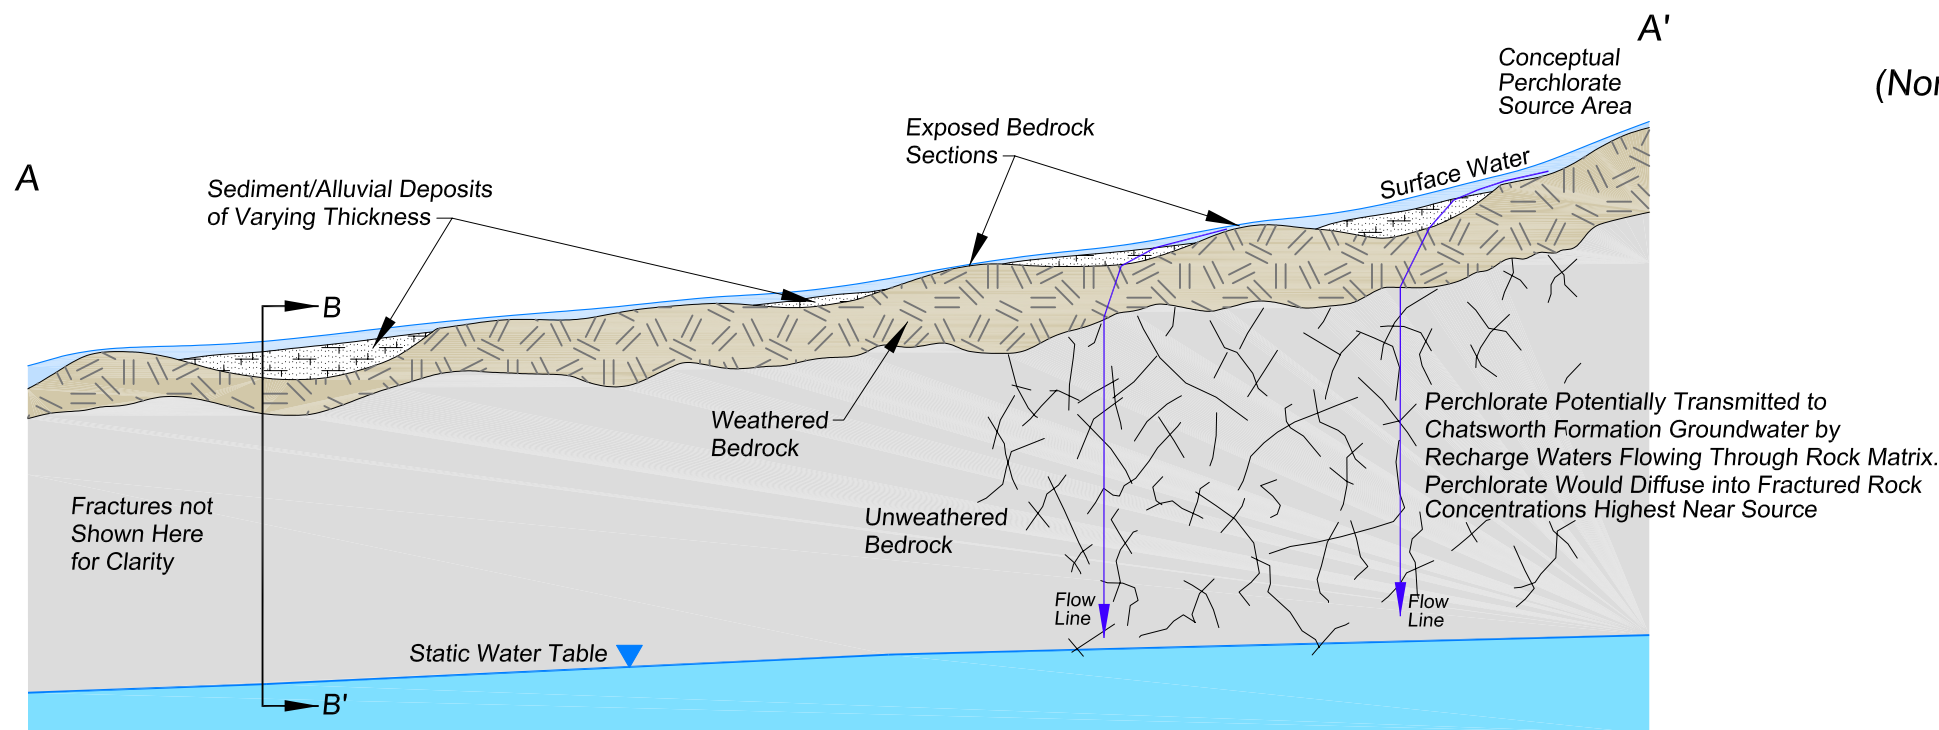 A'
Conceptual
Perchlorate
Source Area
(Nor
Exposed Bedrock
Sections
Surface Water
A
Sediment/Alluvial Deposits
of Varying Thickness
B
Weathered
Bedrock
Perchlorate Potentially Transmitted to
Chatsworth Formation Groundwater by
Recharge Waters Flowing Through Rock Matrix.
Perchlorate Would Diffuse into Fractured Rock
Concentrations Highest Near Source
Fractures not
Shown Here
for Clarity
Unweathered
Bedrock
Flow
Line
Flow
Line
Static Water Table
B'